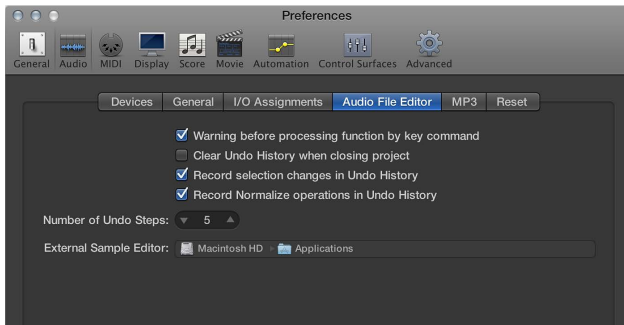 Preferences
General Audio MIDI Display Score Movie Automation Control Surfaces Advanced
Devices General I/O Assignments Audio File Editor MP3 Reset
Warning before processing function by key command
Clear Undo History when closing project
Record selection changes in Undo History
Record Normalize operations in Undo History
Number of Undo Steps: 5
External Sample Editor: Macintosh HD Applications